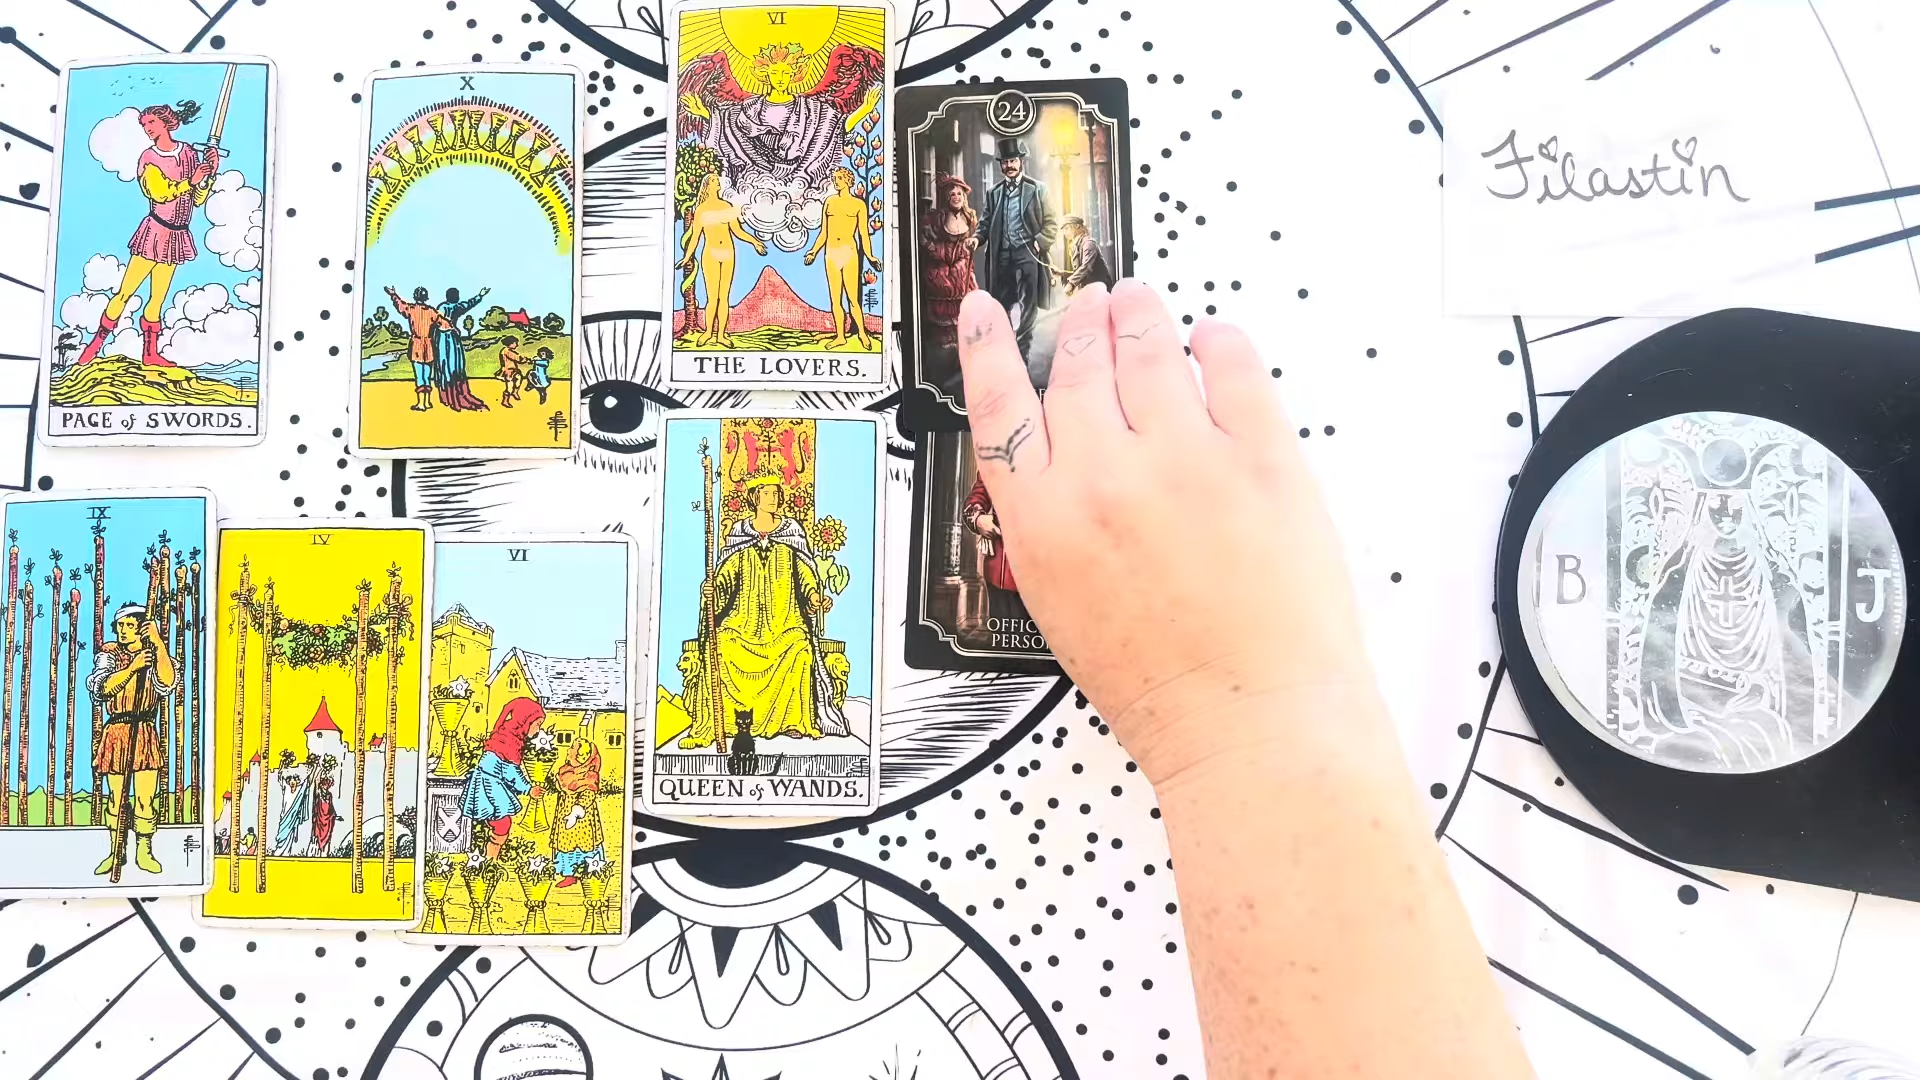 PAGE of SWORDS.
X
VI
THE LOVERS.
24
Filastin
IX
IV
VI
QUEEN of WANDS.
B
J